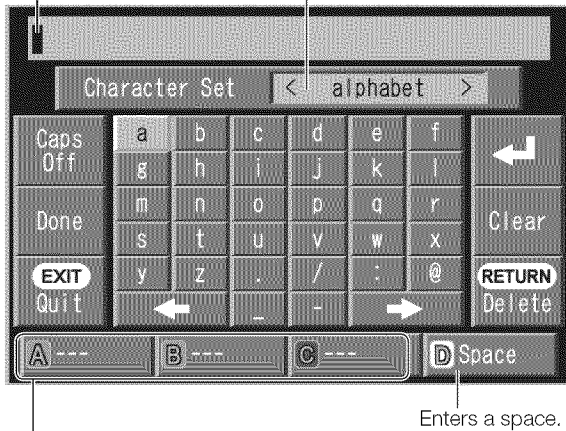 Character Set < alphabet >
Caps Off a b c d e f
g h i j k l
Done m n o p q r Clear
s t u v w x
EXIT Quit y z . / : @ RETURN Delete
_ -
A --- B --- C --- D Space
Enters a space.